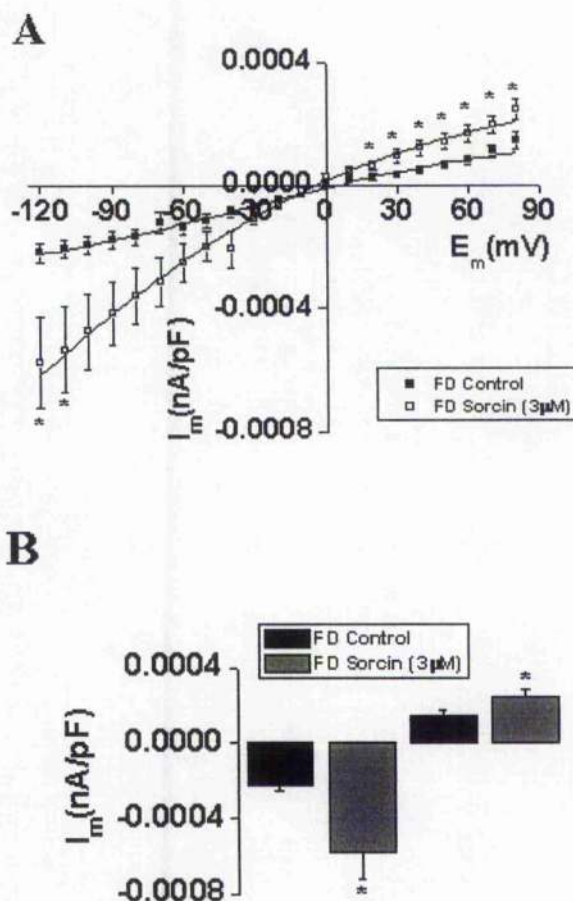 A
0.0004
* * * * * * *
0.0000
-120 -90 -60 -30 0 30 60 90
E_m(mV)
-0.0004
* *
-0.0008
I_m(nA/pF)
FD Control
FD Sorcin (3µM)
B
FD Control
FD Sorcin (3µM)
0.0004
*
0.0000
-0.0004
-0.0008
*
I_m(nA/pF)